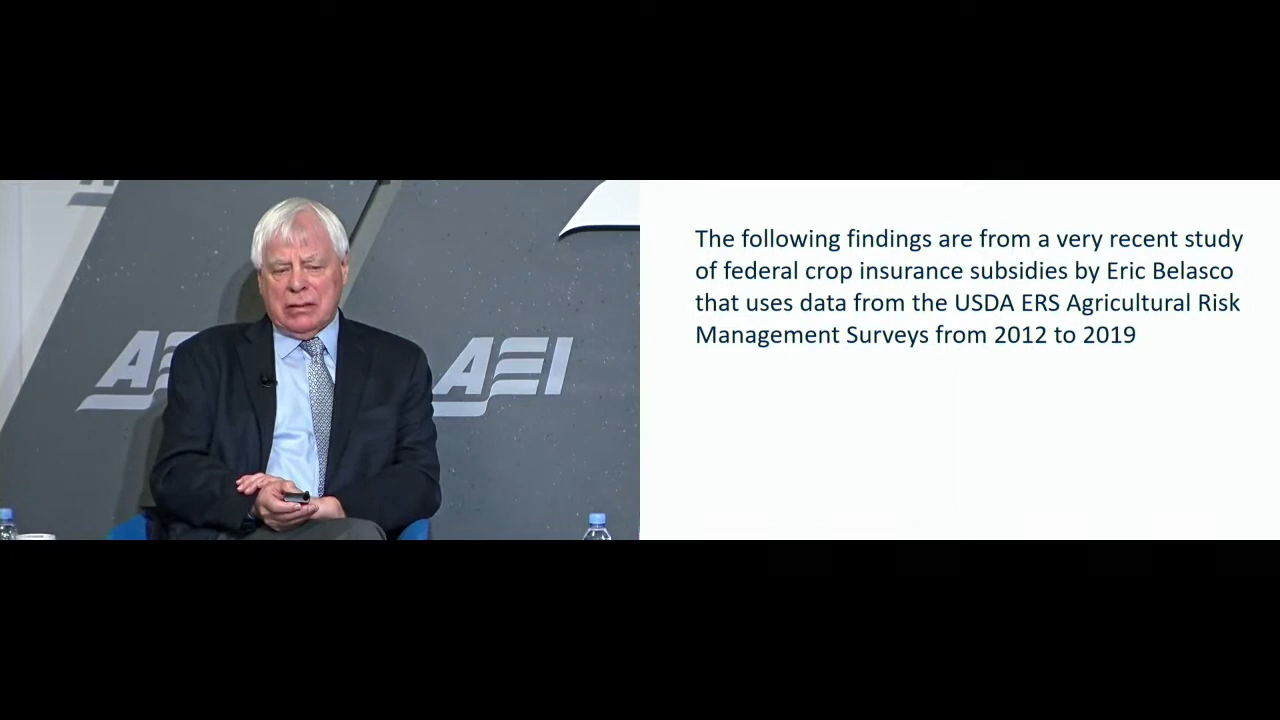 AEI
AEI
The following findings are from a very recent study
of federal crop insurance subsidies by Eric Belasco
that uses data from the USDA ERS Agricultural Risk
Management Surveys from 2012 to 2019